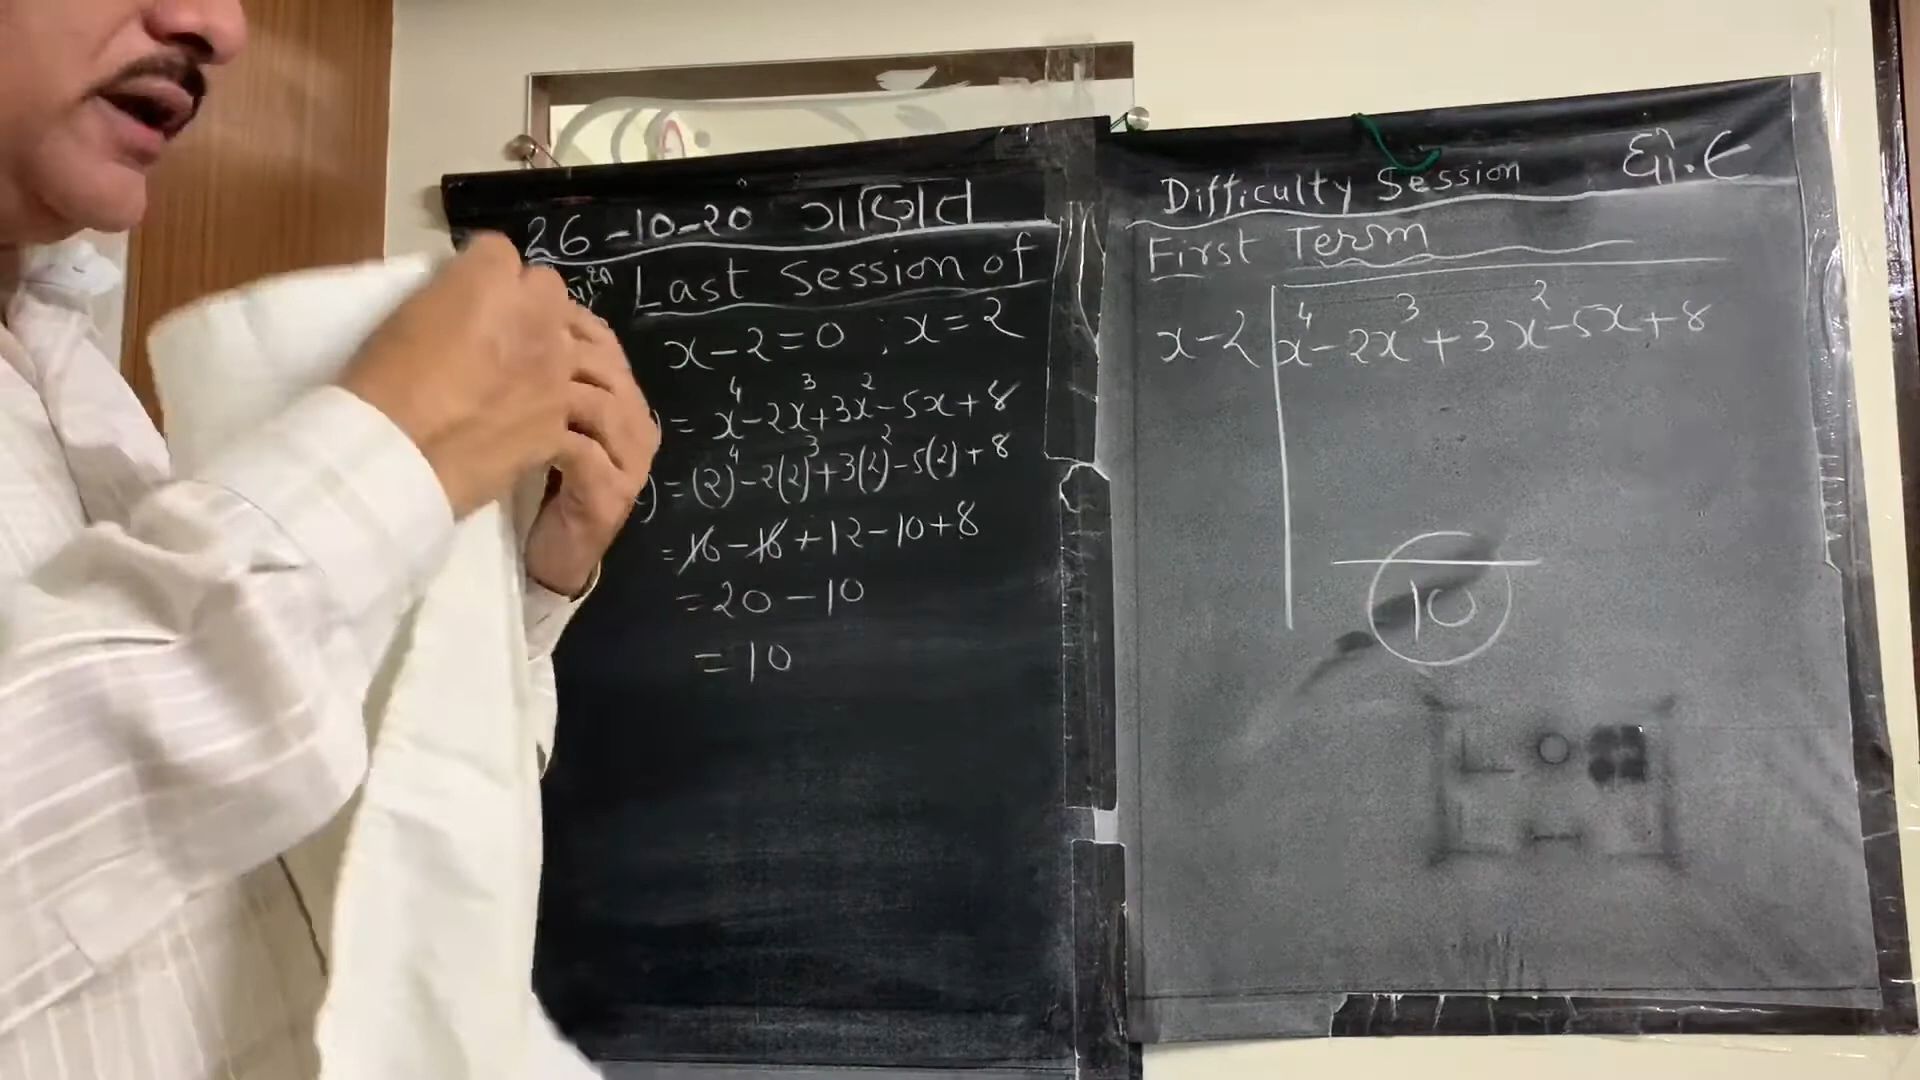 26-10-20 ગણિત
Last Session of
x-2=0 ; x=2
= x⁴-2x³+3x²-5x+8
) = (2)⁴-2(2)³+3(2)²-5(2)+8
= 16-16+12-10+8
= 20-10
= 10
Difficulty Session ધો.૯
First Term
x-2 x⁴-2x³+3x²-5x+8
10